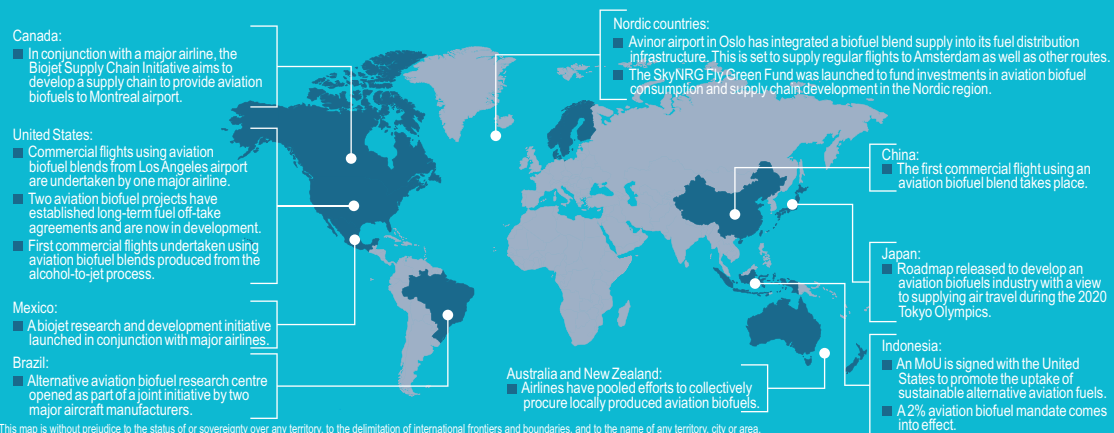 Canada:
■ In conjunction with a major airline, the
Biojet Supply Chain Initiative aims to
develop a supply chain to provide aviation
biofuels to Montreal airport.
United States:
■ Commercial flights using aviation
biofuel blends from Los Angeles airport
are undertaken by one major airline.
■ Two aviation biofuel projects have
established long-term fuel off-take
agreements and are now in development.
■ First commercial flights undertaken using
aviation biofuel blends produced from the
alcohol-to-jet process.
Mexico:
■ A biojet research and development initiative
launched in conjunction with major airlines.
Brazil:
■ Alternative aviation biofuel research centre
opened as part of a joint initiative by two
major aircraft manufacturers.
Nordic countries:
■ Avinor airport in Oslo has integrated a biofuel blend supply into its fuel distribution
infrastructure. This is set to supply regular flights to Amsterdam as well as other routes.
■ The SkyNRG Fly Green Fund was launched to fund investments in aviation biofuel
consumption and supply chain development in the Nordic region.
China:
■ The first commercial flight using an
aviation biofuel blend takes place.
Japan:
■ Roadmap released to develop an
aviation biofuels industry with a view
to supplying air travel during the 2020
Tokyo Olympics.
Indonesia:
■ An MoU is signed with the United
States to promote the uptake of
sustainable alternative aviation fuels.
■ A 2% aviation biofuel mandate comes
into effect.
Australia and New Zealand:
■ Airlines have pooled efforts to collectively
procure locally produced aviation biofuels.
This map is without prejudice to the status of or sovereignty over any territory, to the delimitation of international frontiers and boundaries, and to the name of any territory, city or area.